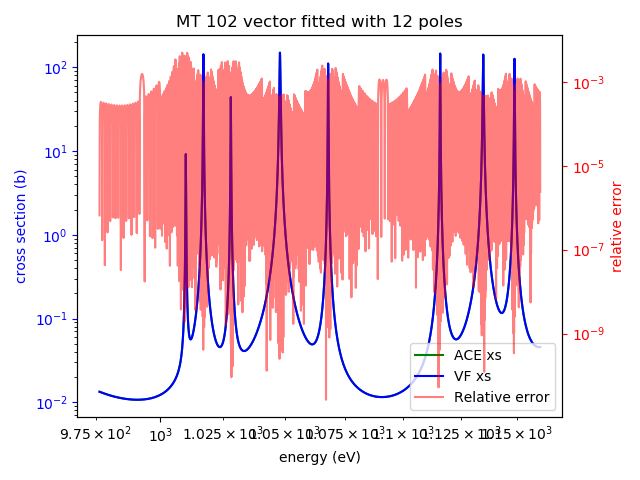 MT 102 vector fitted with 12 poles
10²
10¹
10⁰
10⁻¹
10⁻²
cross section (b)
10⁻³
10⁻⁵
10⁻⁷
10⁻⁹
relative error
ACE xs
VF xs
Relative error
9.75 × 10² 10³ 1.025 × 10³ 1.05 × 10³ 1.075 × 10³ 1.1 × 10³ 1.125 × 10³ 1.15 × 10³
energy (eV)